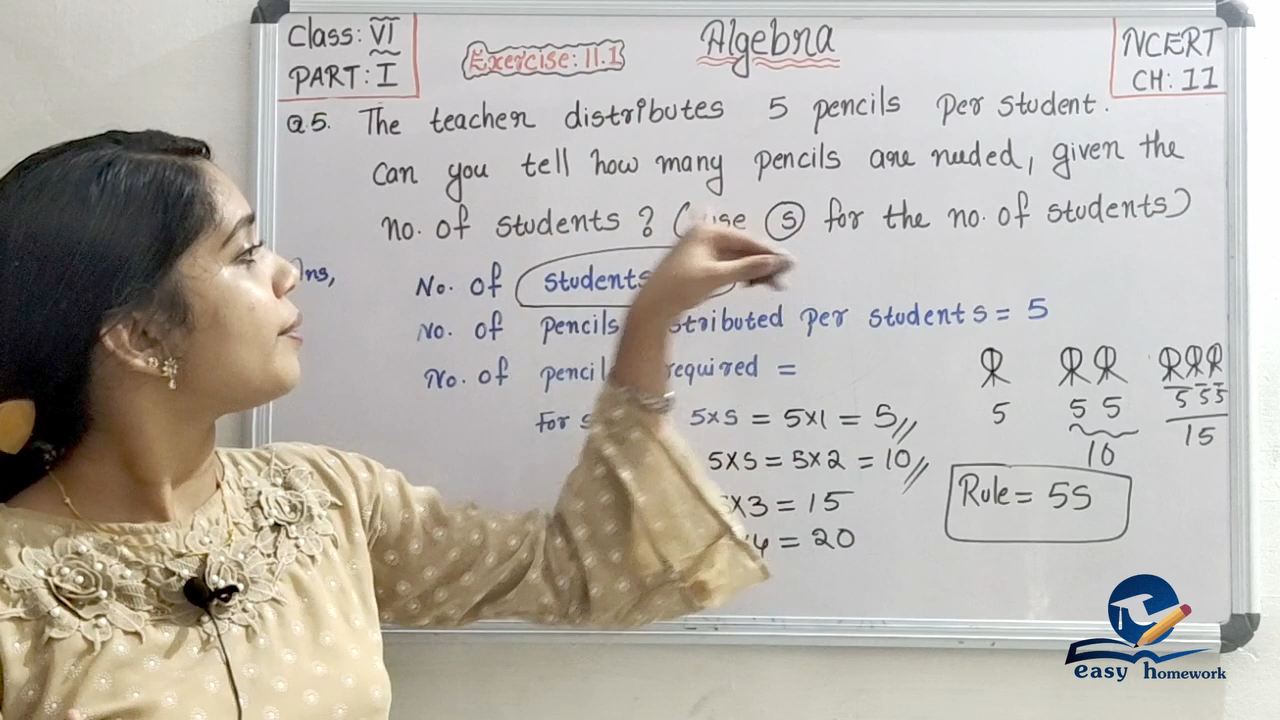 Class: VI
PART: I
Exercise: 11.1
Algebra
NCERT
CH: 11
Q5. The teacher distributes 5 pencils per student.
Can you tell how many pencils are needed, given the
no. of students? (use s for the no. of students)
Ans,
No. of students
No. of pencils distributed per students = 5
No. of pencils required =
For 5×s = 5×1 = 5//
5×s = 5×2 = 10//
×3 = 15
= 20
5
5 5
10
5 5 5
15
Rule = 5s
easy homework